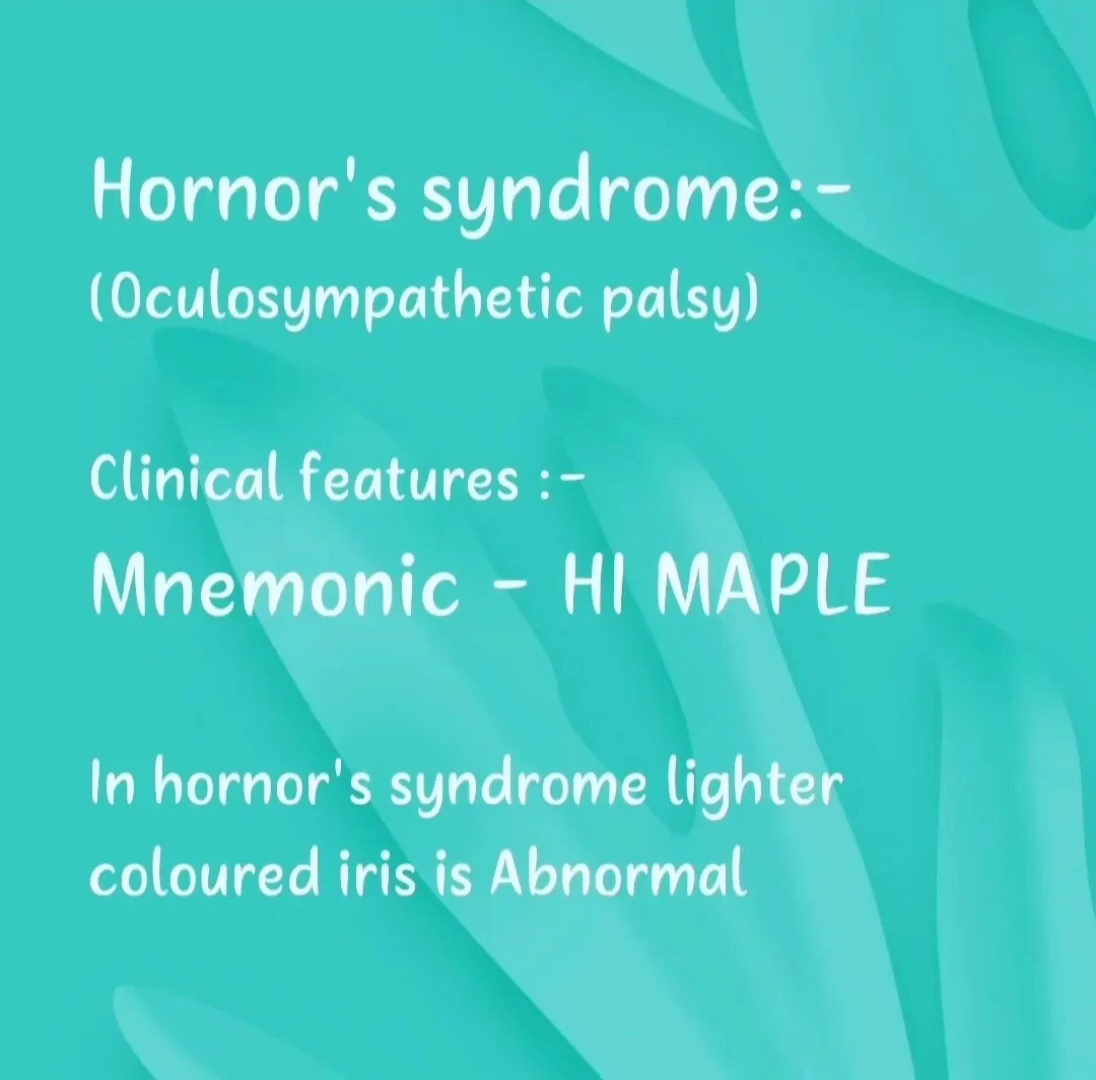 Hornor's syndrome:-
(Oculosympathetic palsy)
Clinical features :-
Mnemonic - HI MAPLE
In hornor's syndrome lighter
coloured iris is Abnormal